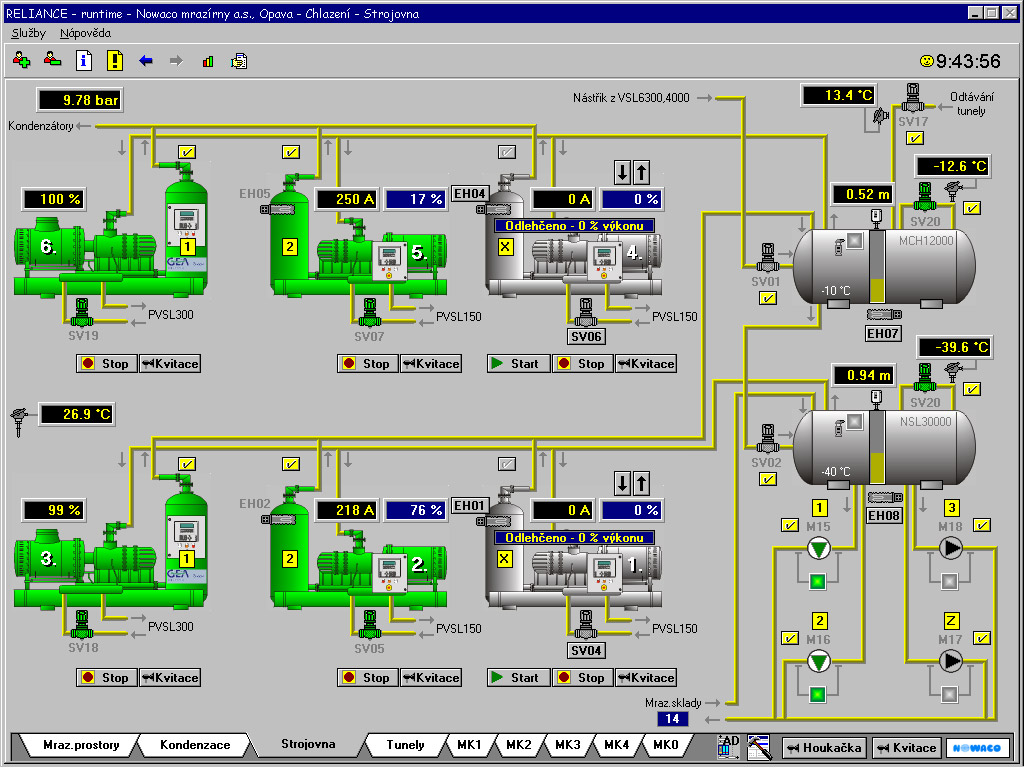 RELIANCE - runtime - Nowaco mrazírny a.s., Opava - Chlazení - Strojovna
Služby Nápověda
9:43:56
9.78 bar
Nástřik z VSL6300,4000
13.4 °C
Odtávání
tunely
SV17
Kondenzátory
-12.6 °C
100 %
EH05
250 A
17 %
EH04
0 A
0 %
0.52 m
SV20
Odlehčeno - 0 % výkonu
MCH12000
6.
1
2
5.
X
4.
GEA
SV01
-10 °C
PVSL300
PVSL150
PVSL150
SV19
SV07
SV06
EH07
-39.6 °C
Stop
Kvitace
Stop
Kvitace
Start
Stop
Kvitace
0.94 m
SV20
26.9 °C
NSL30000
SV02
-40 °C
99 %
EH02
218 A
76 %
EH01
0 A
0 %
EH08
1
3
M15
M18
Odlehčeno - 0 % výkonu
3.
1
2
2.
X
1.
GEA
PVSL300
PVSL150
PVSL150
SV18
SV05
SV04
2
Z
M16
M17
Stop
Kvitace
Stop
Kvitace
Start
Stop
Kvitace
Mraz.sklady
14
Mraz.prostory
Kondenzace
Strojovna
Tunely
MK1
MK2
MK3
MK4
MK0
AD
Houkačka
Kvitace
NOWACO